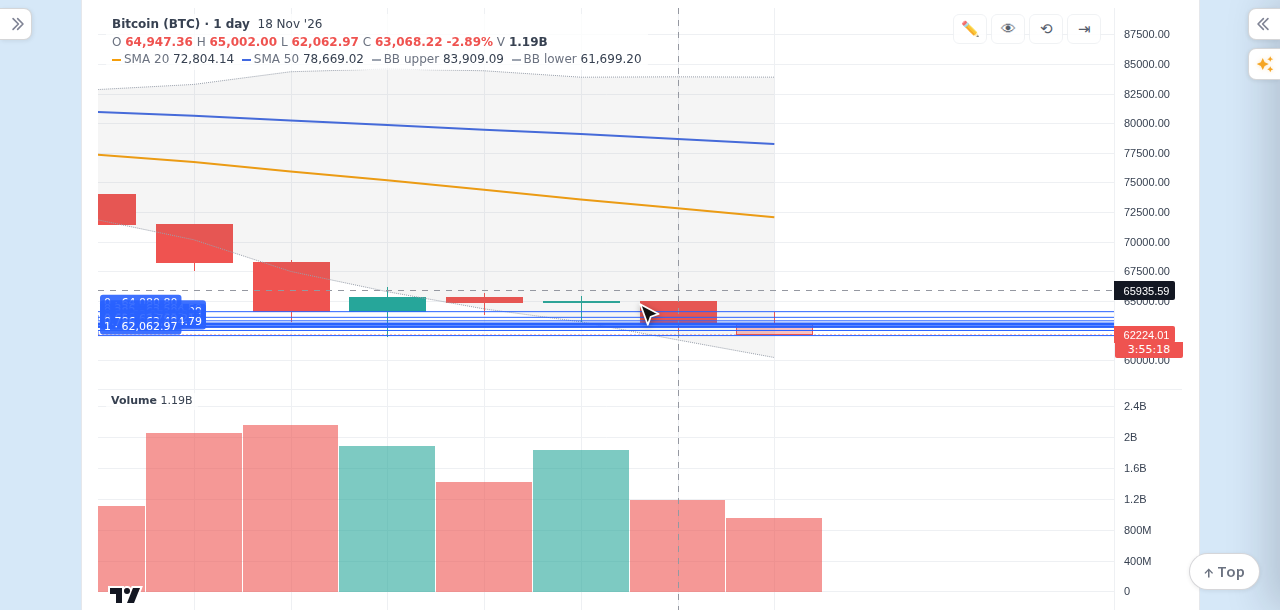 Bitcoin (BTC) · 1 day 18 Nov '26
O 64,947.36 H 65,002.00 L 62,062.97 C 63,068.22 -2.89% V 1.19B
SMA 20 72,804.14 SMA 50 78,669.02 BB upper 83,909.09 BB lower 61,699.20
87500.00
85000.00
82500.00
80000.00
77500.00
75000.00
72500.00
70000.00
67500.00
65935.59
62224.01
3:55:18
60000.00
1 · 62,062.97
Volume 1.19B
2.4B
2B
1.6B
1.2B
800M
400M
0
↑ Top